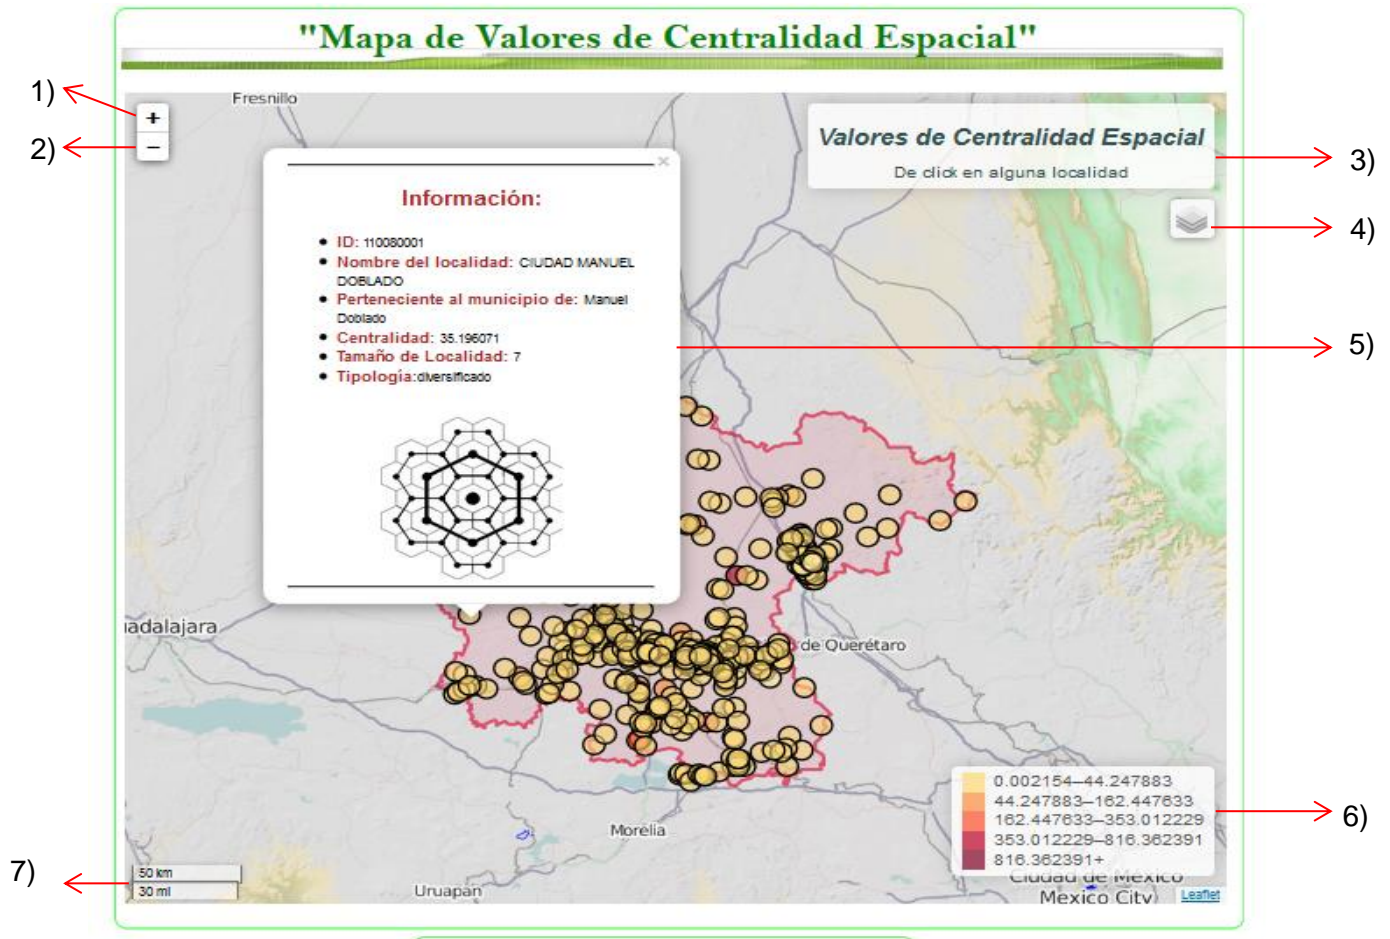 "Mapa de Valores de Centralidad Espacial"
1)
2)
3)
4)
5)
6)
7)
+
−
Fresnillo
Valores de Centralidad Espacial
De click en alguna localidad
×
Información:
ID: 110080001
Nombre del localidad: CIUDAD MANUEL
DOBLADO
Perteneciente al municipio de: Manuel
Doblado
Centralidad: 35.196071
Tamaño de Localidad: 7
Tipología:diversificado
adalajara
de Querétaro
Morelia
Uruapan
0.002154–44.247883
44.247883–162.447633
162.447633–353.012229
353.012229–816.362391
816.362391+
Ciudad de México
Mexico City
Leaflet
50 km
30 mi